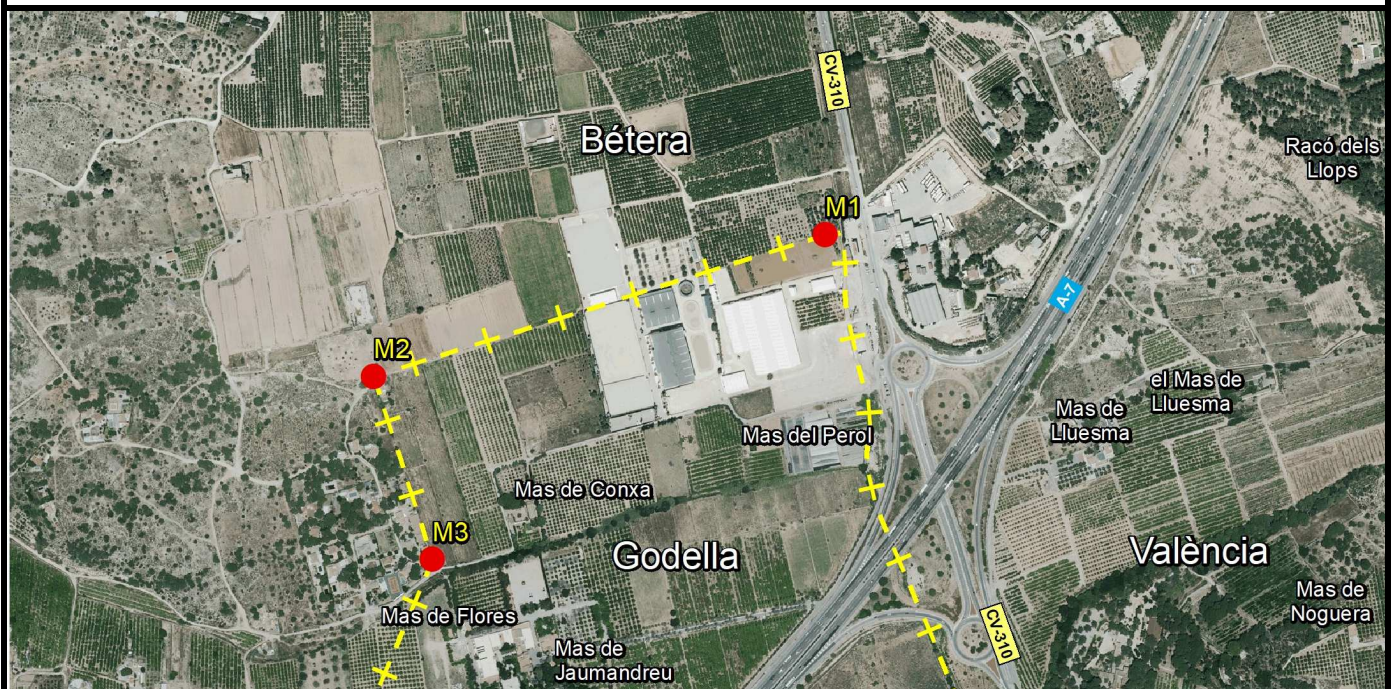 CV-310
Bétera
Racó dels
Llops
M1
A-7
M2
el Mas de
Lluesma
Mas de
Lluesma
Mas del Perol
Mas de Conxa
M3
Godella
València
Mas de
Noguera
Mas de Flores
CV-310
Mas de
Jaumandreu